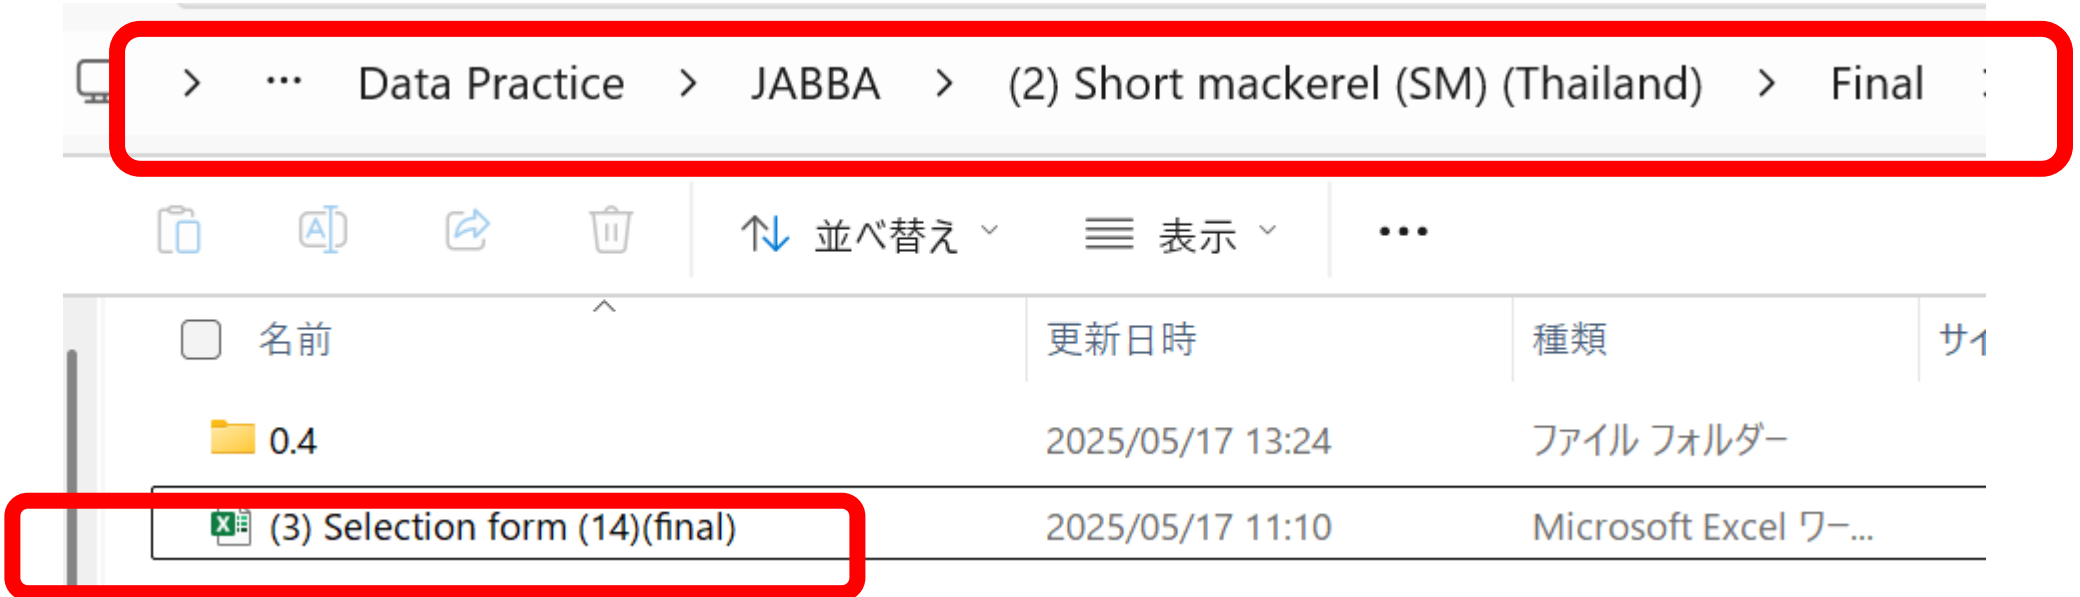 > ··· Data Practice > JABBA > (2) Short mackerel (SM) (Thailand) > Final
並べ替え 表示 ···
名前 更新日時 種類 サイ
0.4 2025/05/17 13:24 ファイル フォルダー
(3) Selection form (14)(final) 2025/05/17 11:10 Microsoft Excel ワー...